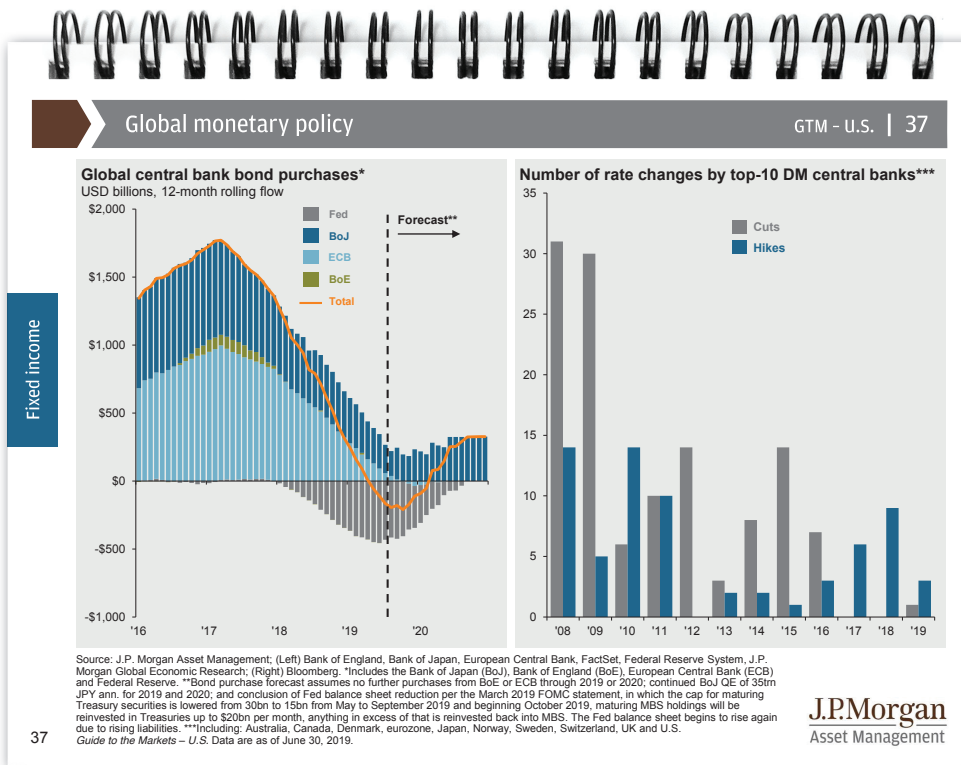 Global monetary policy
GTM – U.S. | 37
Fixed income
Global central bank bond purchases*
USD billions, 12-month rolling flow
$2,000
$1,500
$1,000
$500
$0
-$500
-$1,000
'16 '17 '18 '19 '20
Fed
BoJ
ECB
BoE
Total
Forecast**
Number of rate changes by top-10 DM central banks***
35
30
25
20
15
10
5
0
'08 '09 '10 '11 '12 '13 '14 '15 '16 '17 '18 '19
Cuts
Hikes
Source: J.P. Morgan Asset Management; (Left) Bank of England, Bank of Japan, European Central Bank, FactSet, Federal Reserve System, J.P.
Morgan Global Economic Research; (Right) Bloomberg. *Includes the Bank of Japan (BoJ), Bank of England (BoE), European Central Bank (ECB)
and Federal Reserve. **Bond purchase forecast assumes no further purchases from BoE or ECB through 2019 or 2020; continued BoJ QE of 35trn
JPY ann. for 2019 and 2020; and conclusion of Fed balance sheet reduction per the March 2019 FOMC statement, in which the cap for maturing
Treasury securities is lowered from 30bn to 15bn from May to September 2019 and beginning October 2019, maturing MBS holdings will be
reinvested in Treasuries up to $20bn per month, anything in excess of that is reinvested back into MBS. The Fed balance sheet begins to rise again
due to rising liabilities. ***Including: Australia, Canada, Denmark, eurozone, Japan, Norway, Sweden, Switzerland, UK and U.S.
Guide to the Markets – U.S. Data are as of June 30, 2019.
37
J.P.Morgan
Asset Management